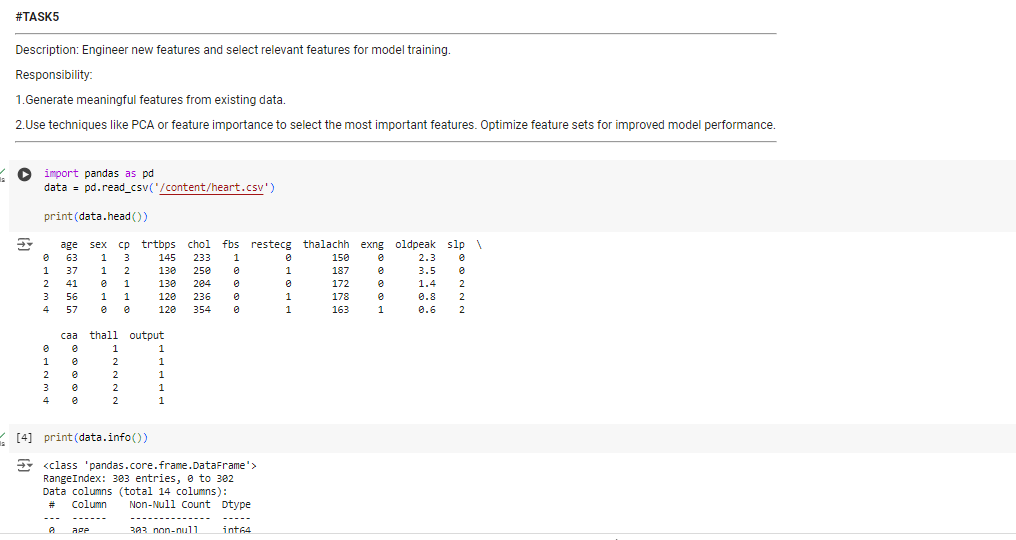 #TASK5
Description: Engineer new features and select relevant features for model training.
Responsibility:
1.Generate meaningful features from existing data.
2.Use techniques like PCA or feature importance to select the most important features. Optimize feature sets for improved model performance.
import pandas as pd
data = pd.read_csv('/content/heart.csv')
print(data.head())
age sex cp trtbps chol fbs restecg thalachh exng oldpeak slp \
0 63 1 3 145 233 1 0 150 0 2.3 0
1 37 1 2 130 250 0 1 187 0 3.5 0
2 41 0 1 130 204 0 0 172 0 1.4 2
3 56 1 1 120 236 0 1 178 0 0.8 2
4 57 0 0 120 354 0 1 163 1 0.6 2
caa thall output
0 0 1 1
1 0 2 1
2 0 2 1
3 0 2 1
4 0 2 1
[4] print(data.info())
<class 'pandas.core.frame.DataFrame'>
RangeIndex: 303 entries, 0 to 302
Data columns (total 14 columns):
# Column Non-Null Count Dtype
--- ------ -------------- -----
0 age 303 non-null int64